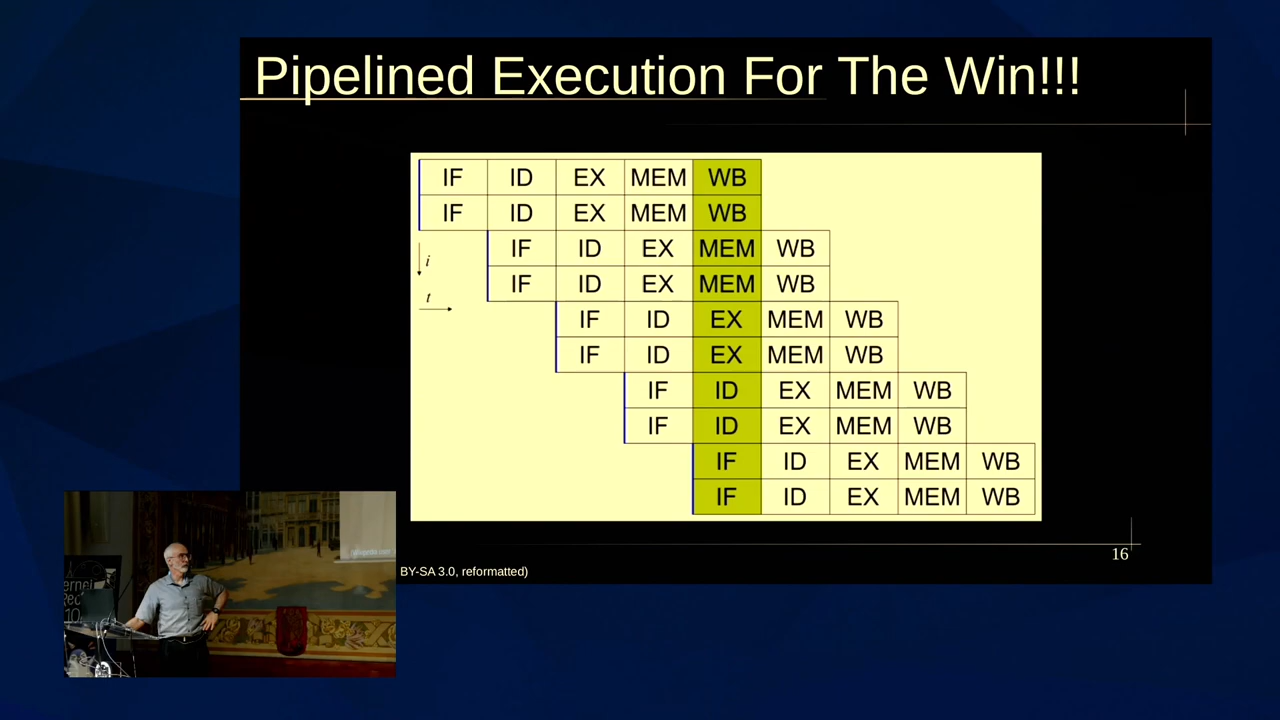 Pipelined Execution For The Win!!!
IF ID EX MEM WB
IF ID EX MEM WB
IF ID EX MEM WB
i
IF ID EX MEM WB
t
IF ID EX MEM WB
IF ID EX MEM WB
IF ID EX MEM WB
IF ID EX MEM WB
IF ID EX MEM WB
IF ID EX MEM WB
16
BY-SA 3.0, reformatted)